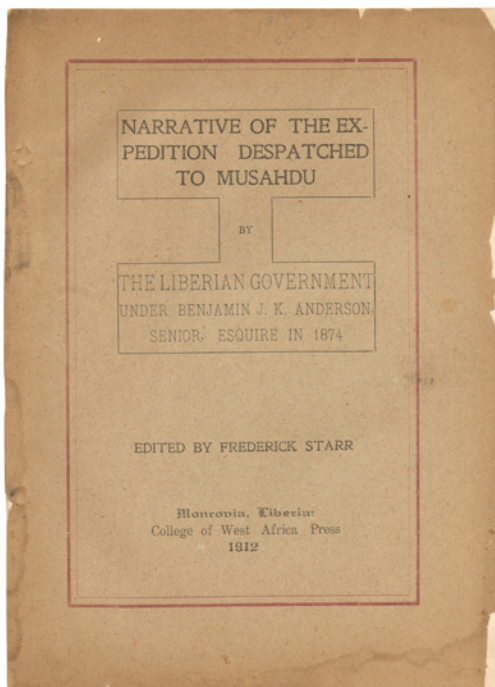 NARRATIVE OF THE EX-
PEDITION DESPATCHED
TO MUSAHDU
BY
THE LIBERIAN GOVERNMENT
UNDER BENJAMIN J. K. ANDERSON,
SENIOR, ESQUIRE IN 1874
EDITED BY FREDERICK STARR
Monrovia, Liberia:
College of West Africa Press
1912